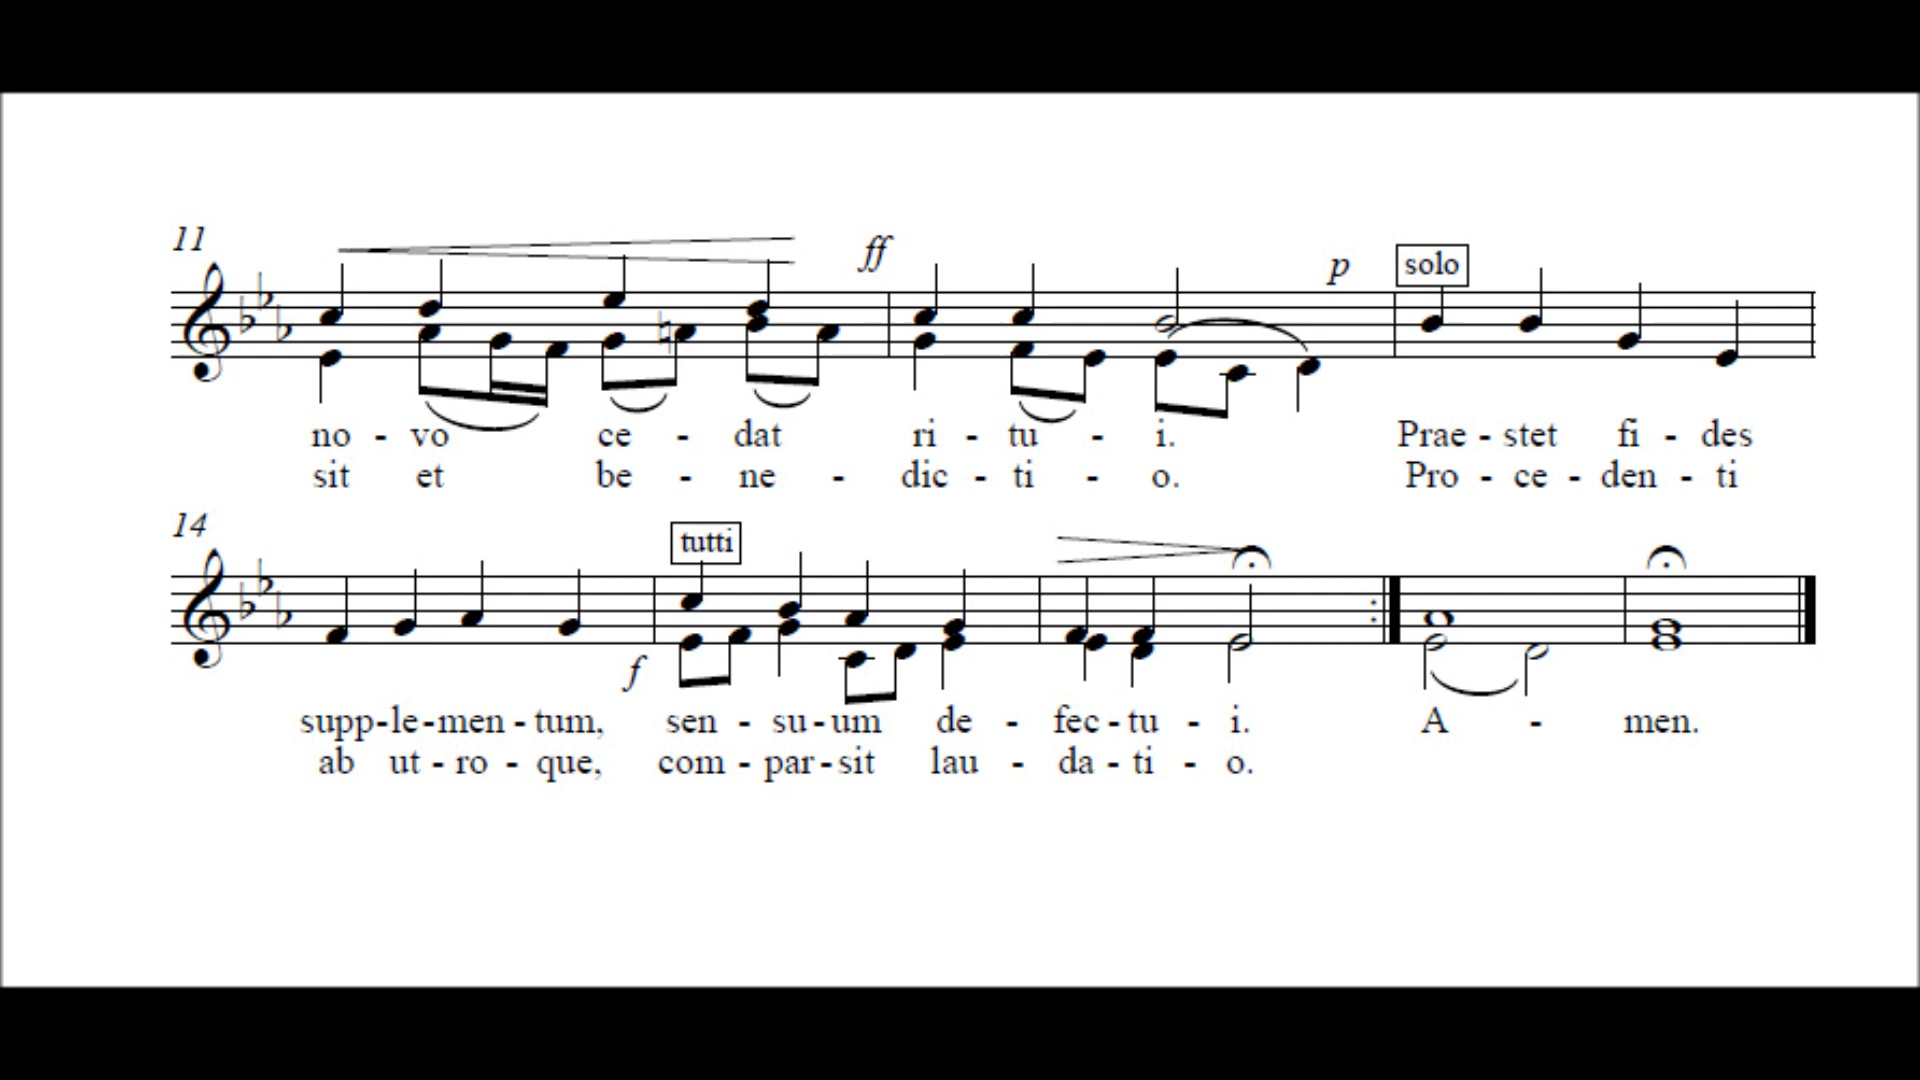 11 ff p solo
no - vo ce - dat ri - tu - i. Prae - stet fi - des
sit et be - ne - dic - ti - o. Pro - ce - den - ti
14 tutti
f
supp-le-men - tum, sen - su-um de - fec-tu - i. A - men.
ab ut - ro - que, com - par-sit lau - da-ti - o.